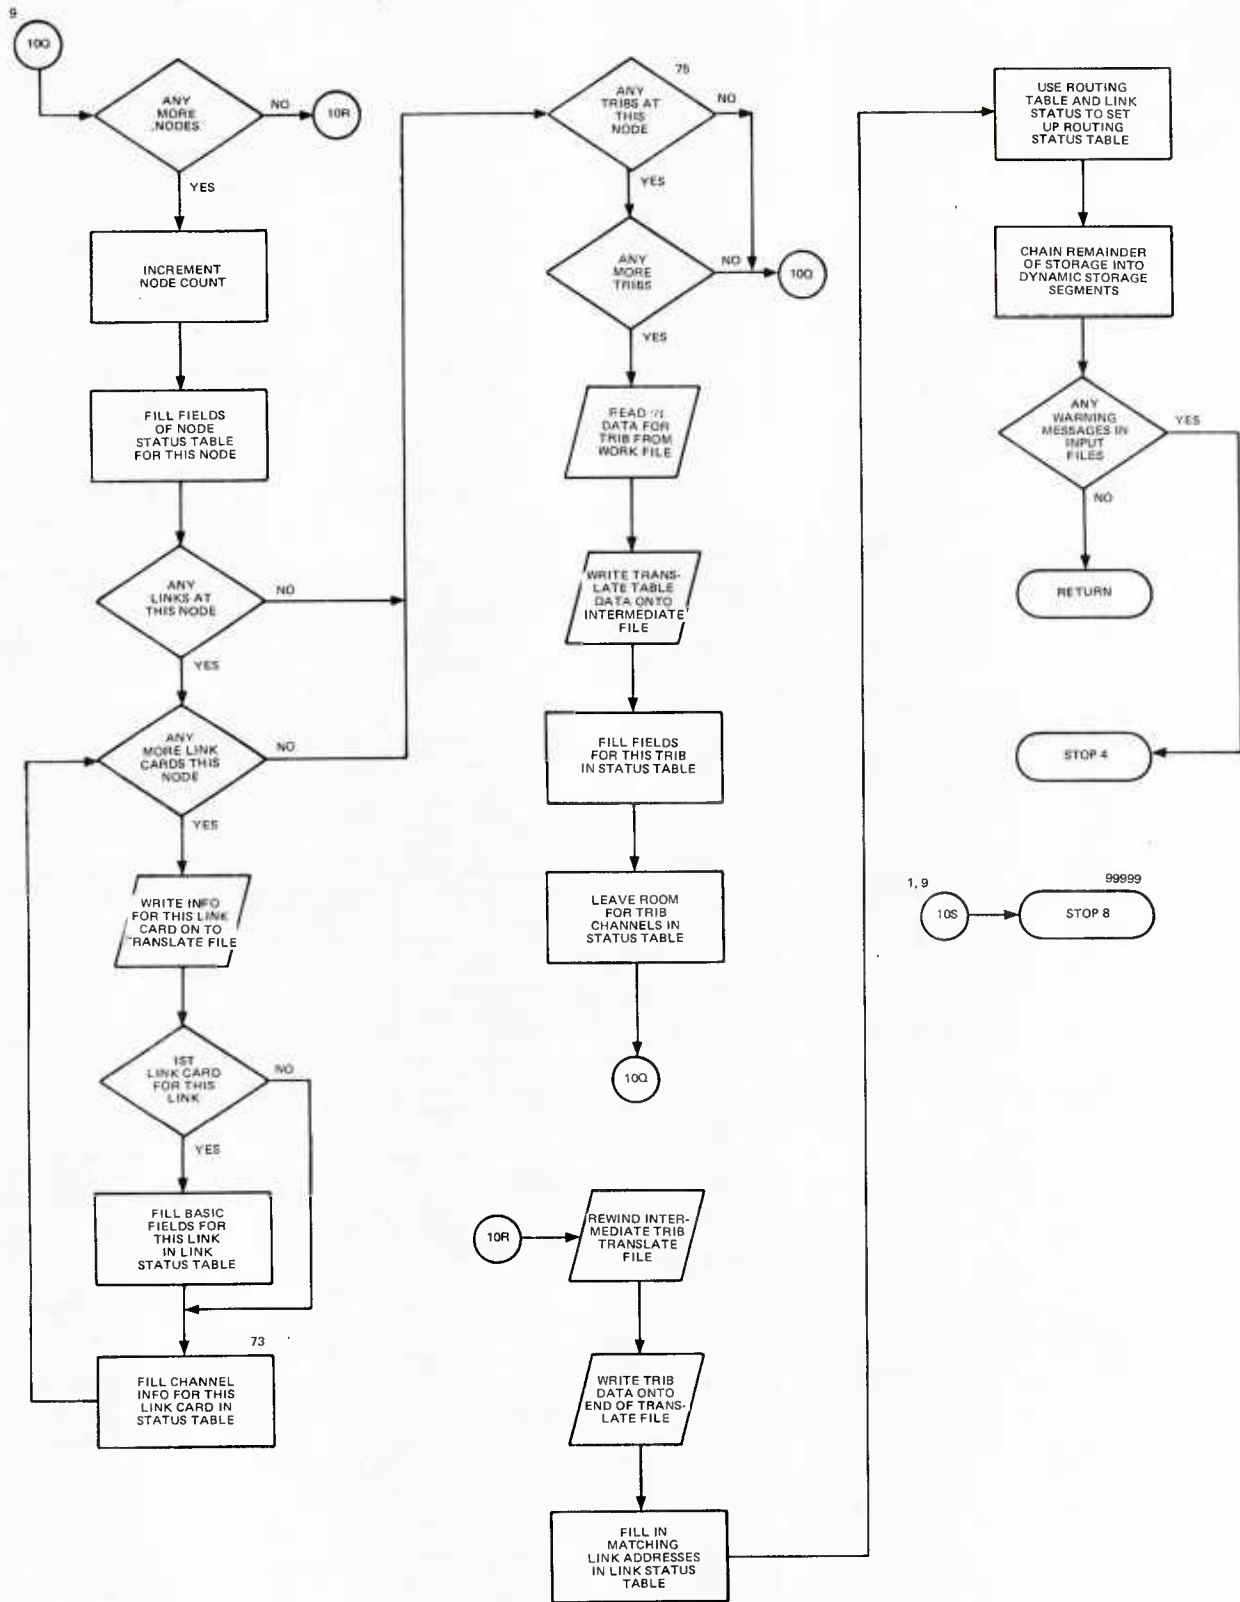 9
10Q
ANY
MORE
NODES
NO
10R
YES
INCREMENT
NODE COUNT
FILL FIELDS
OF NODE
STATUS TABLE
FOR THIS NODE
ANY
LINKS AT
THIS NODE
NO
YES
ANY
MORE LINK
CARDS THIS
NODE
NO
YES
WRITE INFO
FOR THIS LINK
CARD ON TO
TRANSLATE FILE
1ST
LINK CARD
FOR THIS
LINK
NO
YES
FILL BASIC
FIELDS FOR
THIS LINK
IN LINK
STATUS TABLE
73
FILL CHANNEL
INFO FOR THIS
LINK CARD IN
STATUS TABLE
75
ANY
TRIBS AT
THIS
NODE
NO
YES
ANY
MORE
TRIBS
NO
10Q
YES
READ IN
DATA FOR
TRIB FROM
WORK FILE
WRITE TRANS-
LATE TABLE
DATA ONTO
INTERMEDIATE
FILE
FILL FIELDS
FOR THIS TRIB
IN STATUS TABLE
LEAVE ROOM
FOR TRIB
CHANNELS IN
STATUS TABLE
10Q
10R
REWIND INTER-
MEDIATE TRIB
TRANSLATE
FILE
WRITE TRIB
DATA ONTO
END OF TRANS-
LATE FILE
FILL IN
MATCHING
LINK ADDRESSES
IN LINK STATUS
TABLE
USE ROUTING
TABLE AND LINK
STATUS TO SET
UP ROUTING
STATUS TABLE
CHAIN REMAINDER
OF STORAGE INTO
DYNAMIC STORAGE
SEGMENTS
ANY
WARNING
MESSAGES IN
INPUT
FILES
YES
NO
RETURN
STOP 4
1, 9
10S
99999
STOP 8